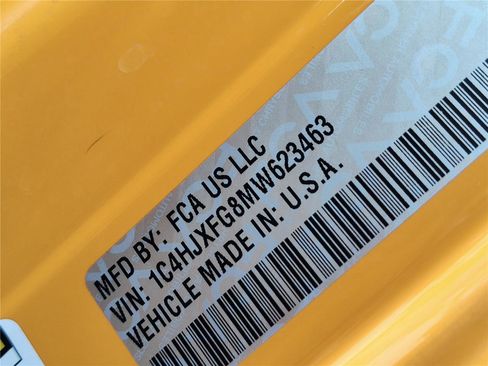 MFD BY: FCA US LLC
VIN: 1C4HJXFG8MW623463
VEHICLE MADE IN: U.S.A.